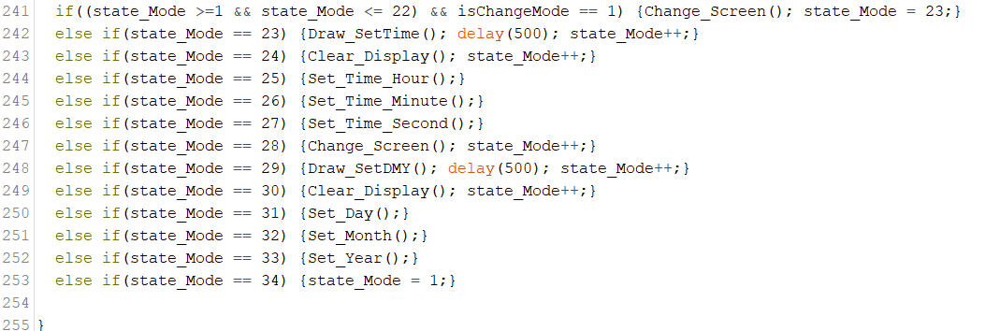 241   if((state_Mode >=1 && state_Mode <= 22) && isChangeMode == 1) {Change_Screen(); state_Mode = 23;}
242   else if(state_Mode == 23) {Draw_SetTime(); delay(500); state_Mode++;}
243   else if(state_Mode == 24) {Clear_Display(); state_Mode++;}
244   else if(state_Mode == 25) {Set_Time_Hour();}
245   else if(state_Mode == 26) {Set_Time_Minute();}
246   else if(state_Mode == 27) {Set_Time_Second();}
247   else if(state_Mode == 28) {Change_Screen(); state_Mode++;}
248   else if(state_Mode == 29) {Draw_SetDMY(); delay(500); state_Mode++;}
249   else if(state_Mode == 30) {Clear_Display(); state_Mode++;}
250   else if(state_Mode == 31) {Set_Day();}
251   else if(state_Mode == 32) {Set_Month();}
252   else if(state_Mode == 33) {Set_Year();}
253   else if(state_Mode == 34) {state_Mode = 1;}
254
255 }